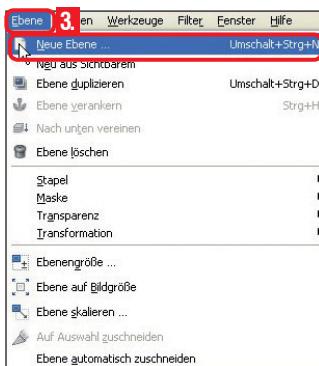 Ebene 3. en Werkzeuge Filter Fenster Hilfe
Neue Ebene ... Umschalt+Strg+N
Neu aus Sichtbarem
Ebene duplizieren Umschalt+Strg+D
Ebene verankern Strg+H
Nach unten vereinen
Ebene löschen
Stapel
Maske
Transparenz
Transformation
Ebenengröße ...
Ebene auf Bildgröße
Ebene skalieren ...
Auf Auswahl zuschneiden
Ebene automatisch zuschneiden